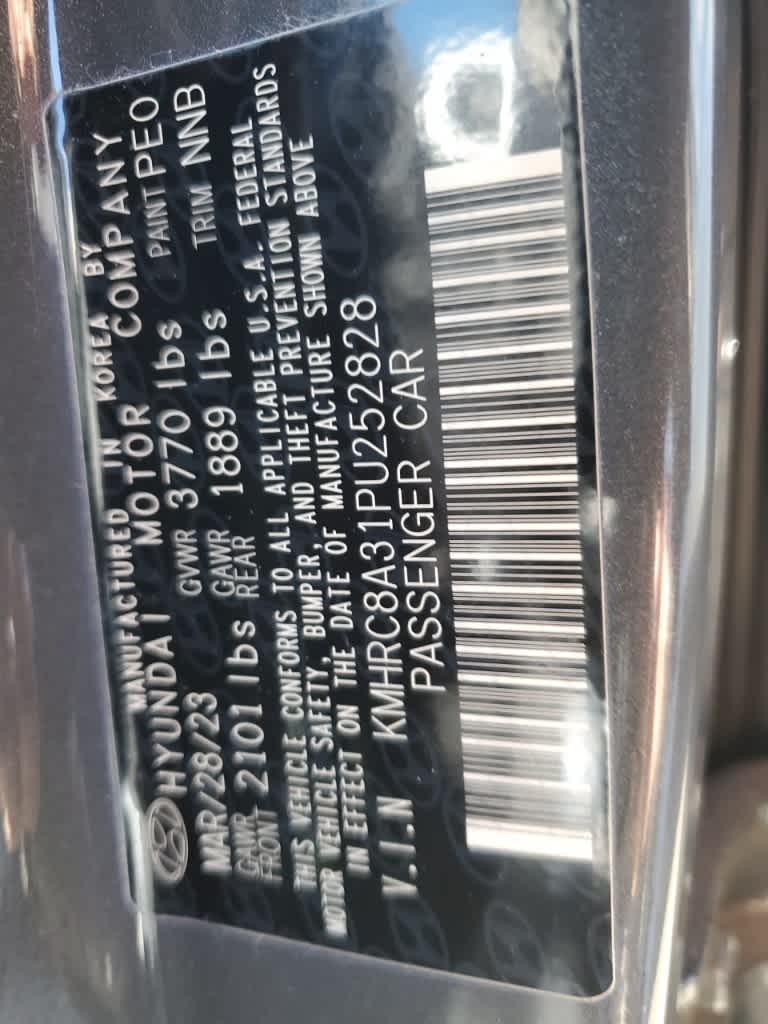 MANUFACTURED IN KOREA BY
HYUNDAI MOTOR COMPANY
MAR/28/23 GVWR 3770 lbs PAINT PEO
GAWR FRONT 2101 lbs GAWR REAR 1889 lbs TRIM NNB
THIS VEHICLE CONFORMS TO ALL APPLICABLE U.S.A. FEDERAL
MOTOR VEHICLE SAFETY, BUMPER, AND THEFT PREVENTION STANDARDS
IN EFFECT ON THE DATE OF MANUFACTURE SHOWN ABOVE
V.I.N KMHRC8A31PU252828
PASSENGER CAR